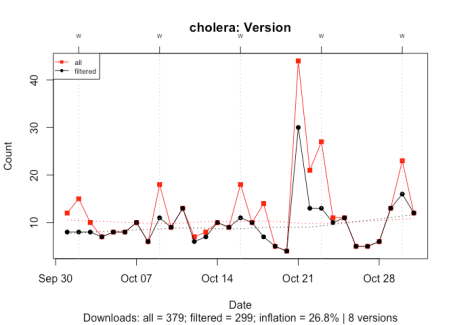 cholera: Version
w w w w w
all
filtered
Count
10 20 30 40
Sep 30 Oct 07 Oct 14 Oct 21 Oct 28
Date
Downloads: all = 379; filtered = 299; inflation = 26.8% | 8 versions